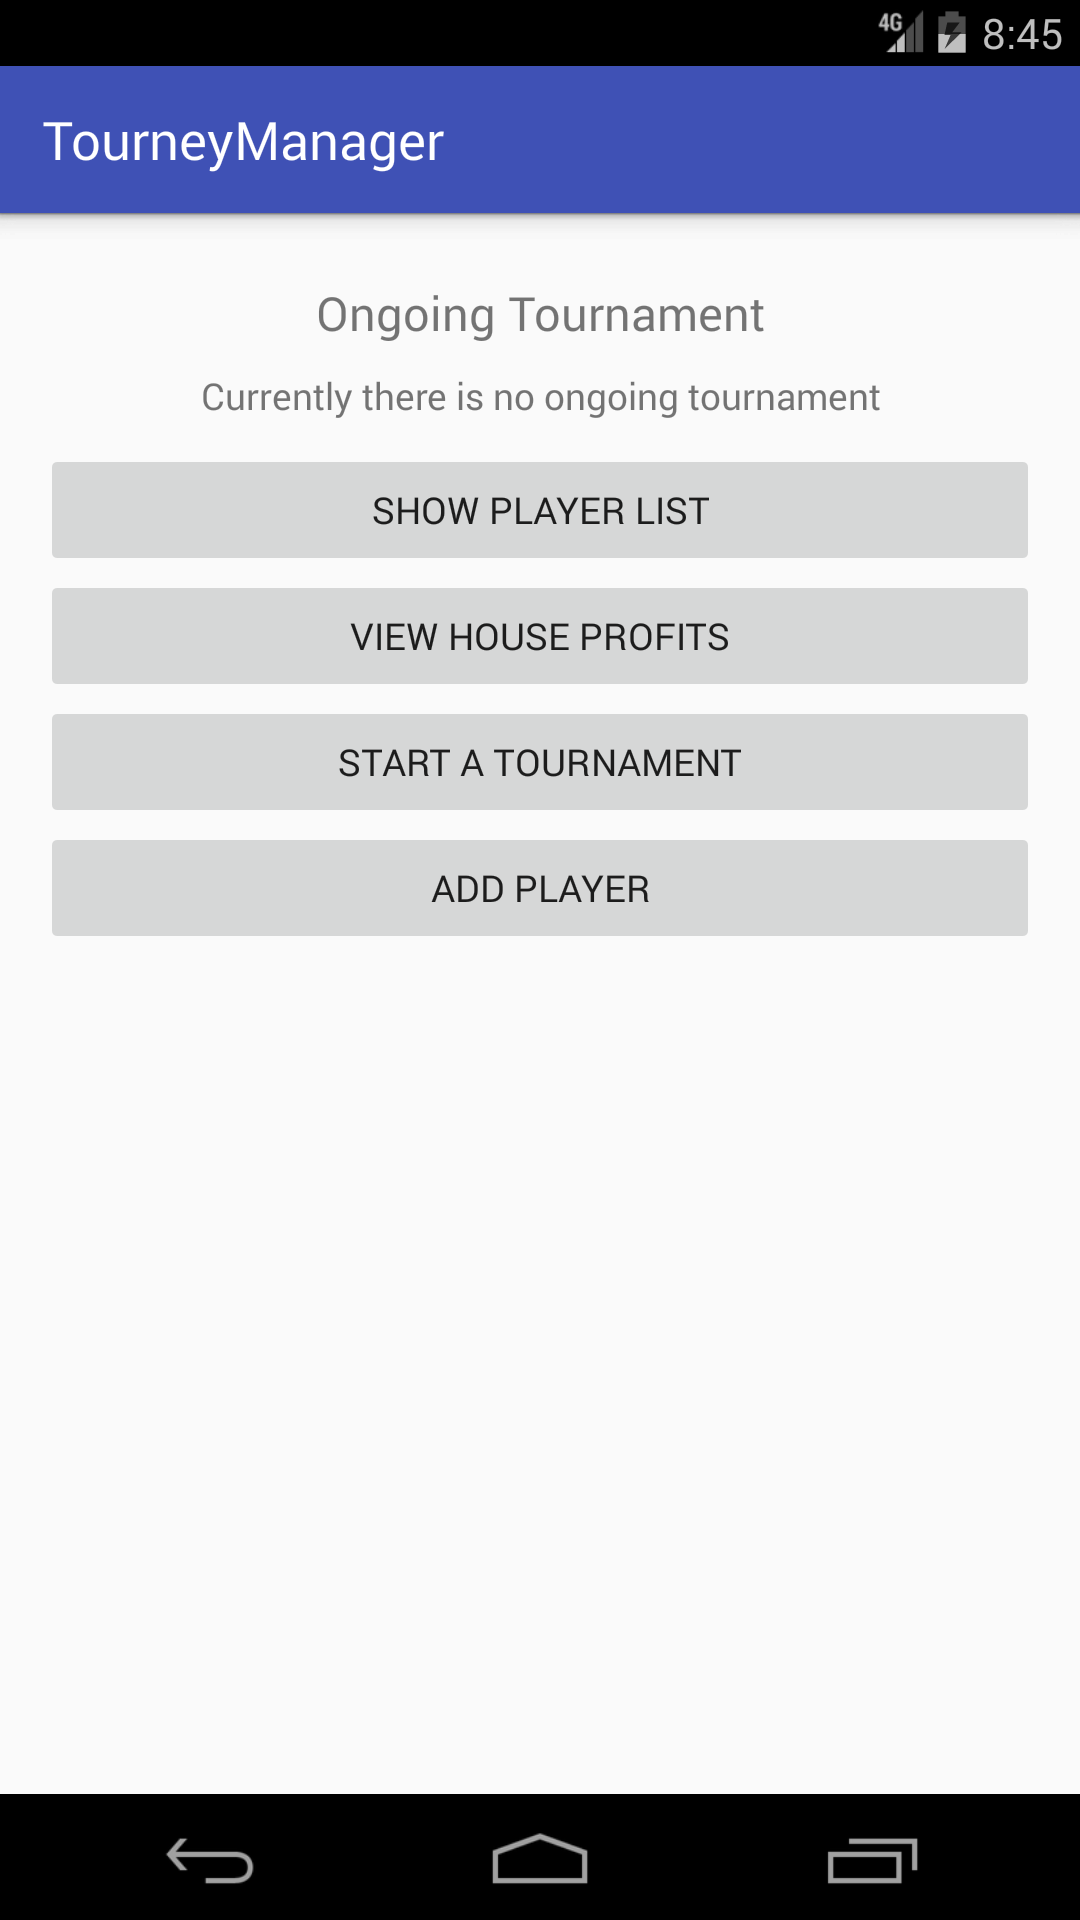 4G 8:45
TourneyManager
Ongoing Tournament
Currently there is no ongoing tournament
SHOW PLAYER LIST
VIEW HOUSE PROFITS
START A TOURNAMENT
ADD PLAYER